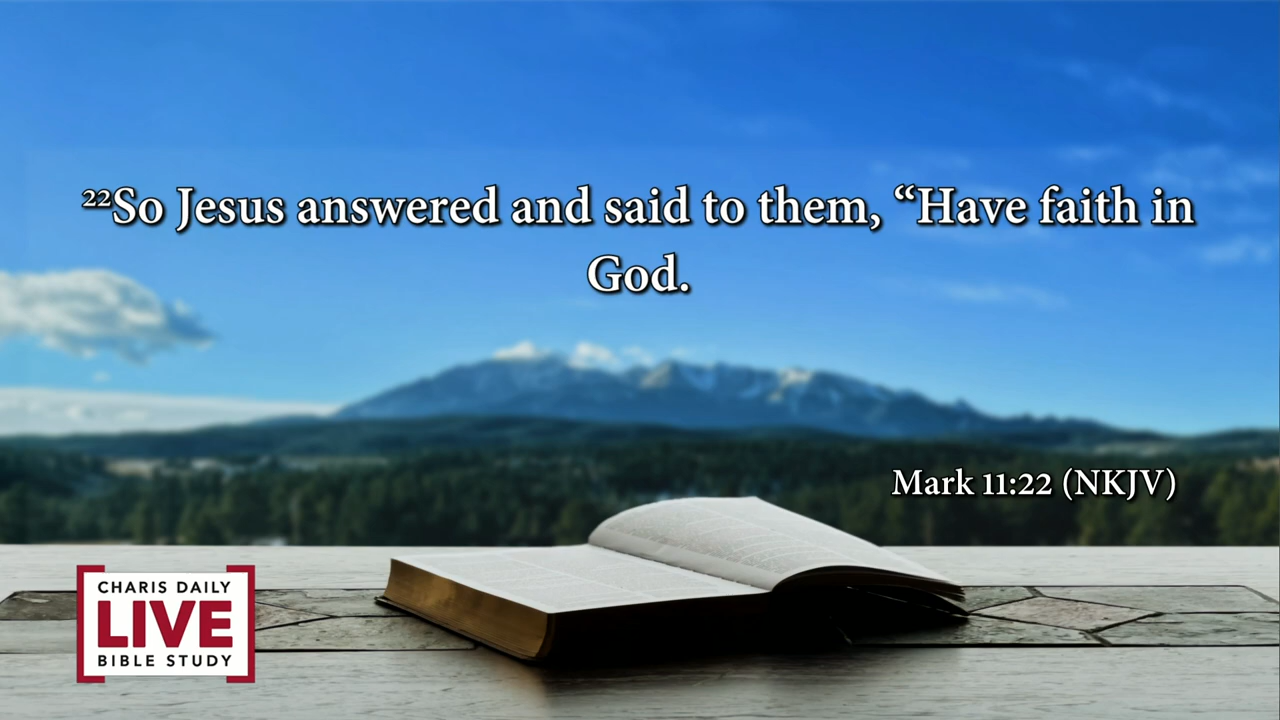 ²²So Jesus answered and said to them, “Have faith in
God.
Mark 11:22 (NKJV)
CHARIS DAILY
LIVE
BIBLE STUDY